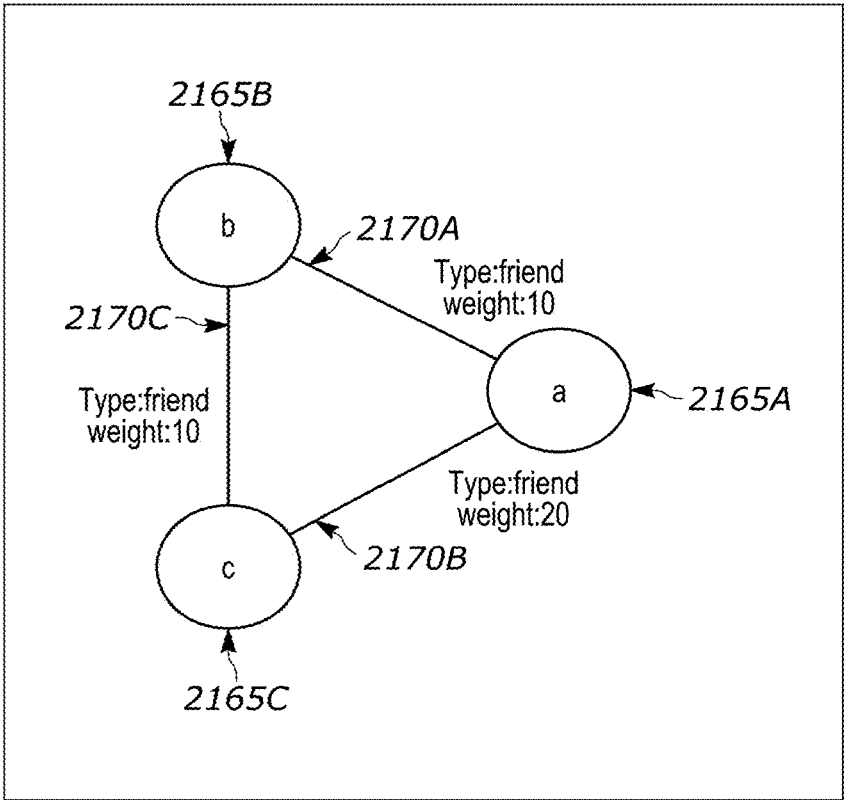 2165B
b
2170A
Type:friend
weight:10
2170C
a
2165A
Type:friend
weight:10
Type:friend
weight:20
c
2170B
2165C